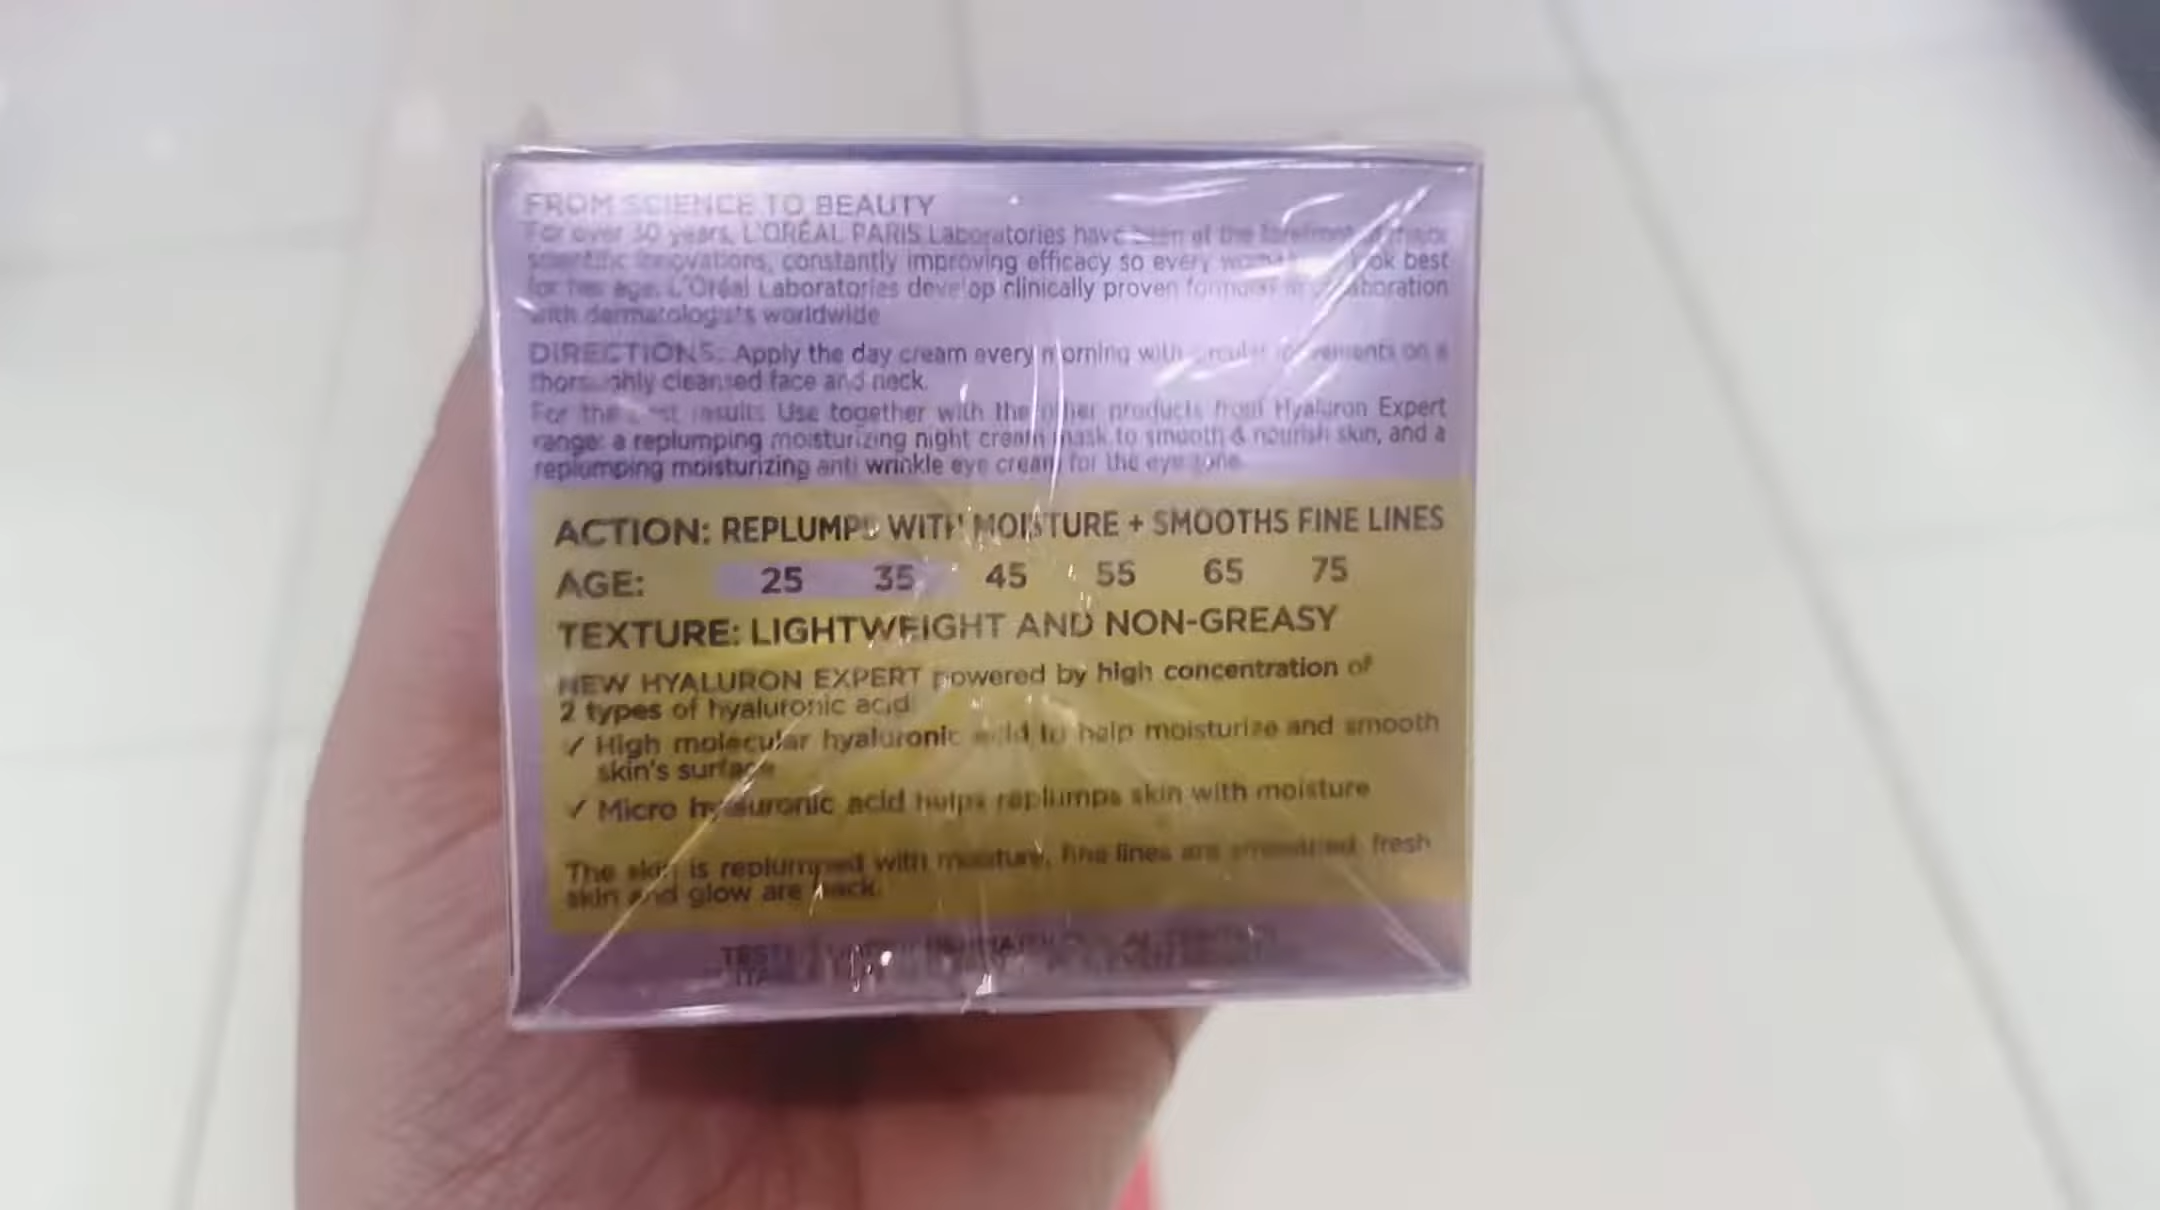 FROM SCIENCE TO BEAUTY
For over 30 years, L'ORÉAL PARIS Laboratories have been at the forefront of major
scientific innovations, constantly improving efficacy so every look best
for her age. L'Oréal Laboratories develop clinically proven formulas in collaboration
with dermatologists worldwide
DIRECTIONS: Apply the day cream every morning with circular movements on a
thoroughly cleansed face and neck.
For the best results: Use together with the other products from Hyaluron Expert
range: a replumping moisturizing night cream mask to smooth & nourish skin, and a
replumping moisturizing anti wrinkle eye cream for the eye zone
ACTION: REPLUMPS WITH MOISTURE + SMOOTHS FINE LINES
AGE: 25 35 45 55 65 75
TEXTURE: LIGHTWEIGHT AND NON-GREASY
NEW HYALURON EXPERT powered by high concentration of
2 types of hyaluronic acid
✓ High molecular hyaluronic acid to help moisturize and smooth
skin's surface
✓ Micro hyaluronic acid helps replumps skin with moisture
The skin is replumped with moisture, fine lines are smoothed, fresh
skin and glow are back